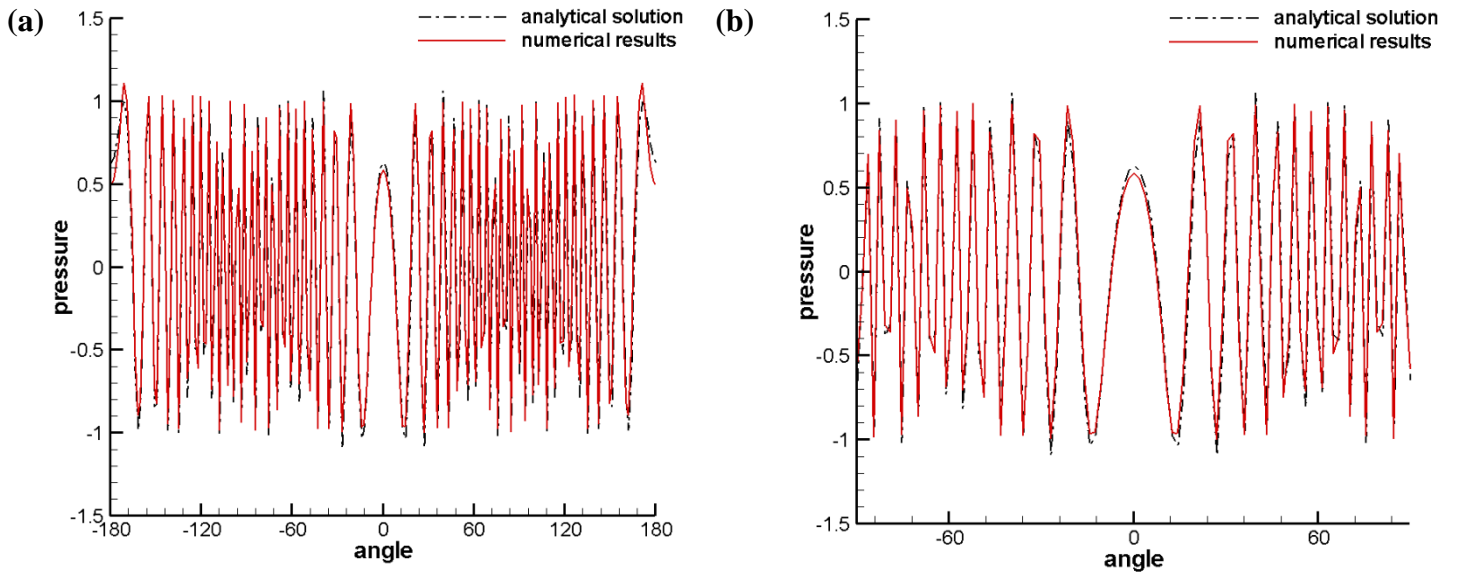 (a)
analytical solution
numerical results
1.5
1
0.5
0
-0.5
-1
-1.5
pressure
-180
-120
-60
0
60
120
180
angle
(b)
analytical solution
numerical results
1.5
1
0.5
0
-0.5
-1
-1.5
pressure
-60
0
60
angle